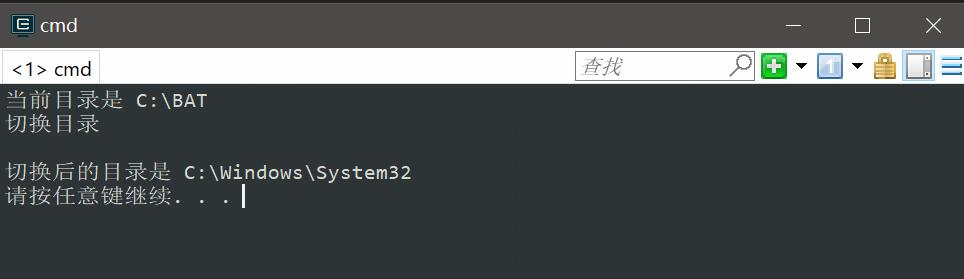 cmd
<1> cmd
查找
1
当前目录是 C:\BAT
切换目录
切换后的目录是 C:\Windows\System32
请按任意键继续. . .